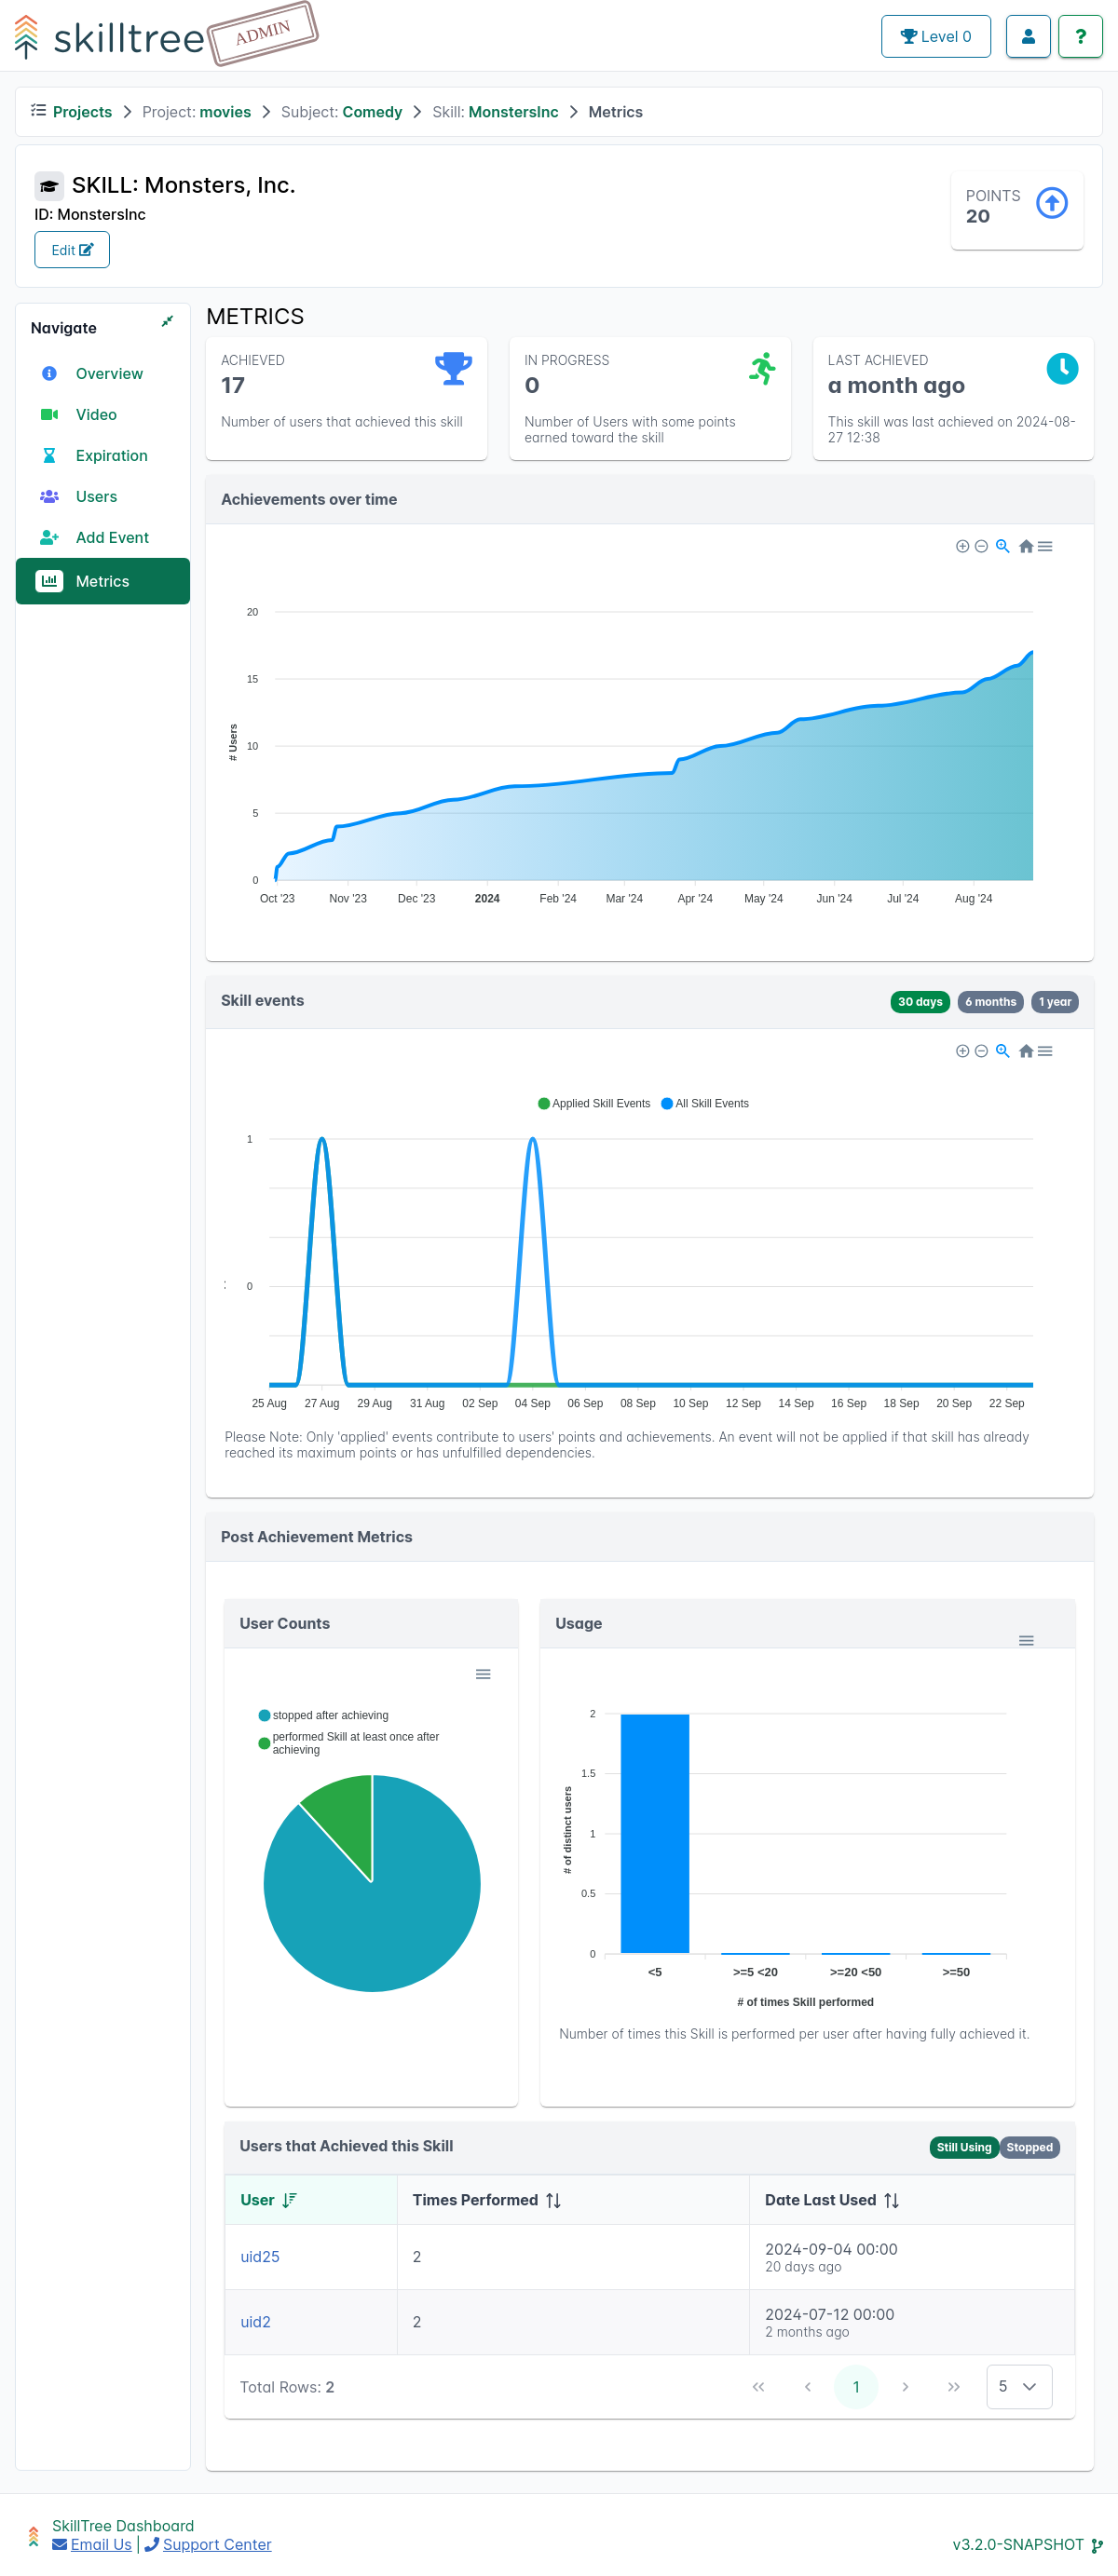 skilltree ADMIN
Level 0
?
Projects > Project: movies > Subject: Comedy > Skill: MonstersInc > Metrics
SKILL: Monsters, Inc.
ID: MonstersInc
Edit
POINTS
20
Navigate
Overview
Video
Expiration
Users
Add Event
Metrics
METRICS
ACHIEVED
17
Number of users that achieved this skill
IN PROGRESS
0
Number of Users with some points
earned toward the skill
LAST ACHIEVED
a month ago
This skill was last achieved on 2024-08-
27 12:38
Achievements over time
20
15
10
5
0
# Users
Oct '23 Nov '23 Dec '23 2024 Feb '24 Mar '24 Apr '24 May '24 Jun '24 Jul '24 Aug '24
Skill events
30 days 6 months 1 year
Applied Skill Events All Skill Events
1
0
25 Aug 27 Aug 29 Aug 31 Aug 02 Sep 04 Sep 06 Sep 08 Sep 10 Sep 12 Sep 14 Sep 16 Sep 18 Sep 20 Sep 22 Sep
Please Note: Only 'applied' events contribute to users' points and achievements. An event will not be applied if that skill has already
reached its maximum points or has unfulfilled dependencies.
Post Achievement Metrics
User Counts
stopped after achieving
performed Skill at least once after
achieving
Usage
2
1.5
1
0.5
0
# of distinct users
<5 >=5 <20 >=20 <50 >=50
# of times Skill performed
Number of times this Skill is performed per user after having fully achieved it.
Users that Achieved this Skill
Still Using Stopped
User Times Performed Date Last Used
uid25 2 2024-09-04 00:00
20 days ago
uid2 2 2024-07-12 00:00
2 months ago
Total Rows: 2
« ‹ 1 › » 5
SkillTree Dashboard
Email Us | Support Center
v3.2.0-SNAPSHOT